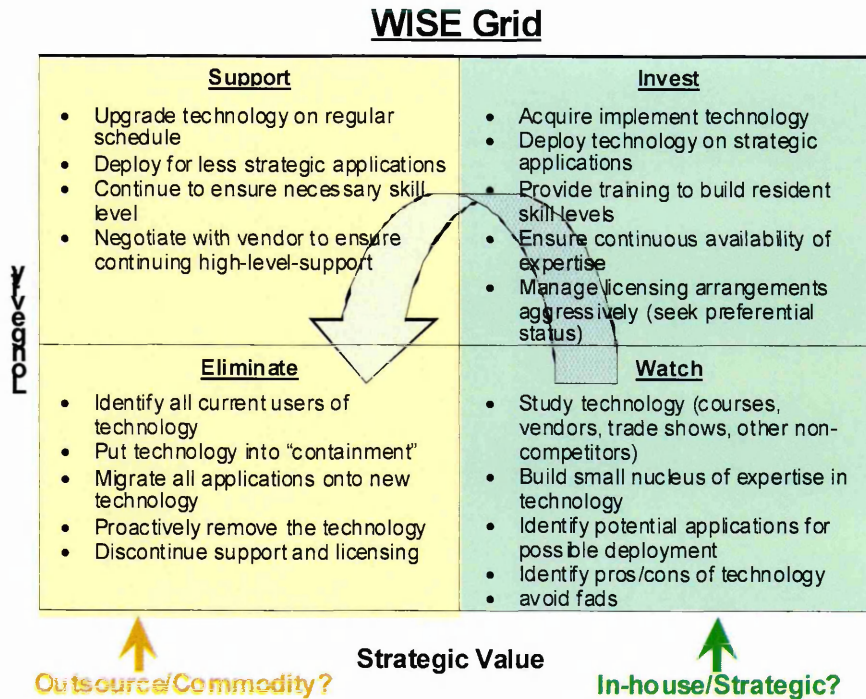 WISE Grid
Support
• Upgrade technology on regular
schedule
• Deploy for less strategic applications
• Continue to ensure necessary skill
level
• Negotiate with vendor to ensure
continuing high-level-support
Invest
• Acquire implement technology
• Deploy technology on strategic
applications
• Provide training to build resident
skill levels
• Ensure continuous availability of
expertise
• Manage licensing arrangements
aggressively (seek preferential
status)
Longevity
Eliminate
• Identify all current users of
technology
• Put technology into “containment”
• Migrate all applications onto new
technology
• Proactively remove the technology
• Discontinue support and licensing
Watch
• Study technology (courses,
vendors, trade shows, other non-
competitors)
• Build small nucleus of expertise in
technology
• Identify potential applications for
possible deployment
• Identify pros/cons of technology
• avoid fads
Strategic Value
Outsource/Commodity?
In-house/Strategic?